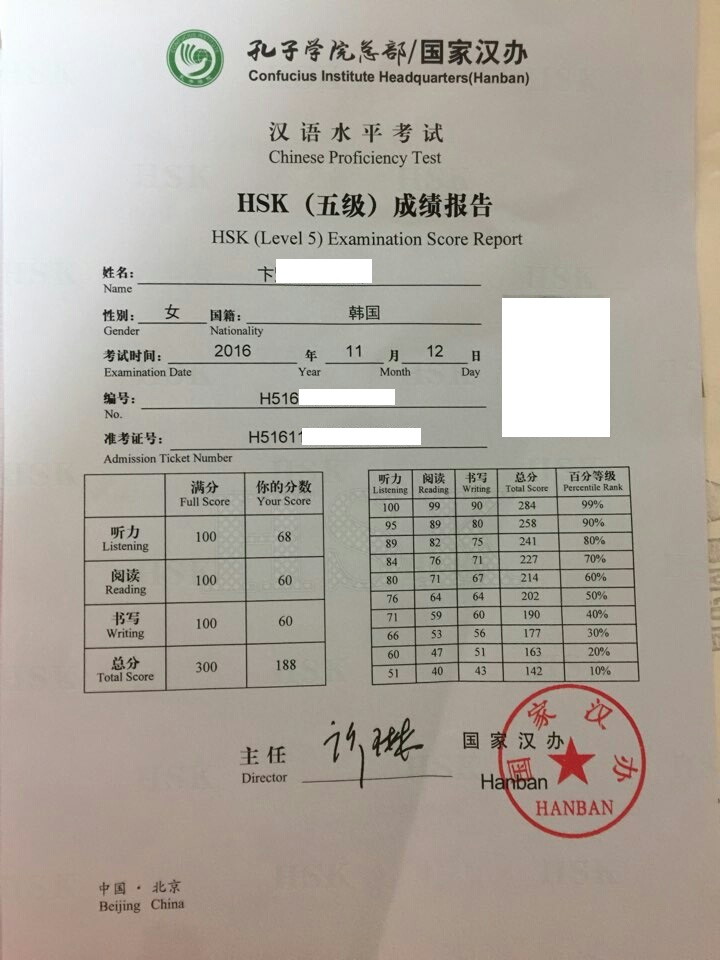 孔子学院总部/国家汉办
Confucius Institute Headquarters(Hanban)
汉语水平考试
Chinese Proficiency Test
HSK（五级）成绩报告
HSK (Level 5) Examination Score Report
姓名： 卞
Name
性别： 女 国籍： 韩国
Gender Nationality
考试时间： 2016 年 11 月 12 日
Examination Date Year Month Day
编号： H516
No.
准考证号： H51611
Admission Ticket Number
满分 你的分数
Full Score Your Score
听力 100 68
Listening
阅读 100 60
Reading
书写 100 60
Writing
总分 300 188
Total Score
听力 阅读 书写 总分 百分等级
Listening Reading Writing Total Score Percentile Rank
100 99 90 284 99%
95 89 80 258 90%
89 82 75 241 80%
84 76 71 227 70%
80 71 67 214 60%
76 64 64 202 50%
71 59 60 190 40%
66 53 56 177 30%
60 47 51 163 20%
51 40 43 142 10%
主任 许琳 国家汉办
Director Hanban
国家汉办
HANBAN
中国·北京
Beijing China